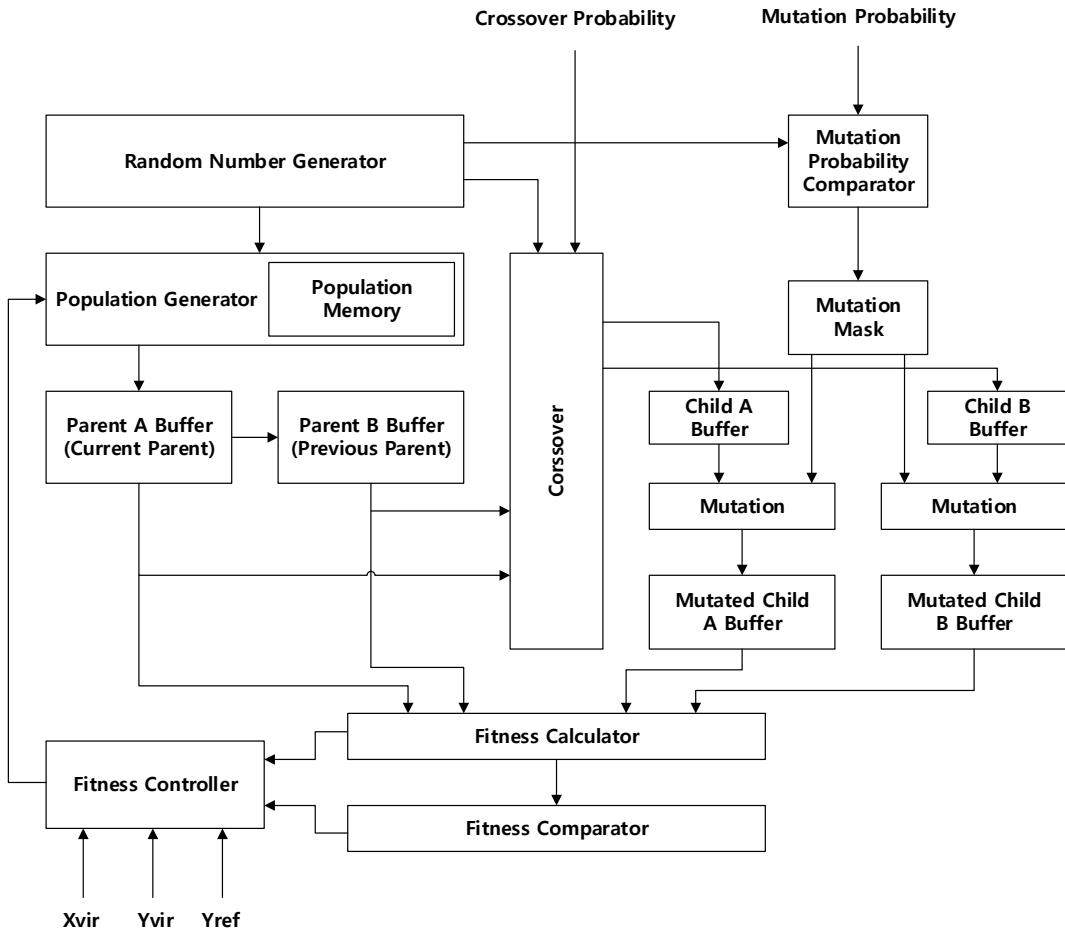 Crossover Probability
Mutation Probability
Random Number Generator
Mutation
Probability
Comparator
Population Generator
Population
Memory
Mutation
Mask
Parent A Buffer
(Current Parent)
Parent B Buffer
(Previous Parent)
Corssover
Child A
Buffer
Child B
Buffer
Mutation
Mutation
Mutated Child
A Buffer
Mutated Child
B Buffer
Fitness Calculator
Fitness Controller
Fitness Comparator
Xvir
Yvir
Yref